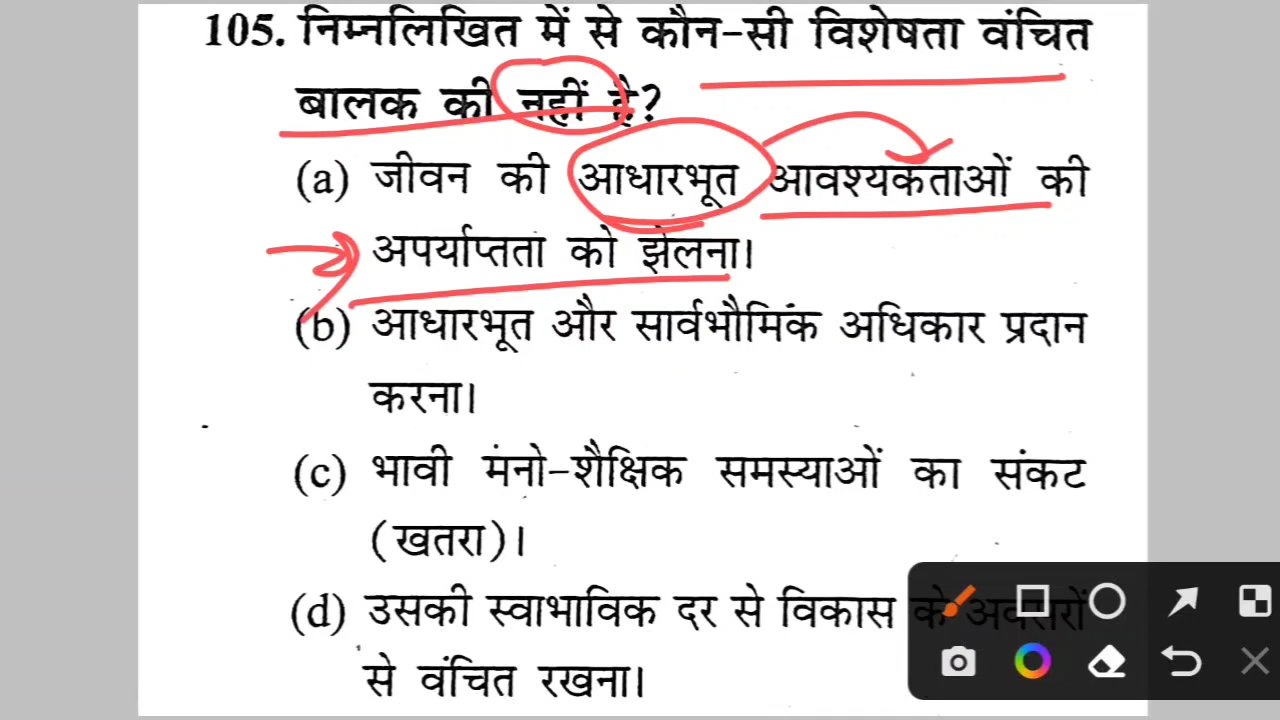 105. निम्नलिखित में से कौन-सी विशेषता वंचित
बालक की नहीं है?
(a) जीवन की आधारभूत आवश्यकताओं की
अपर्याप्तता को झेलना।
(b) आधारभूत और सार्वभौमिक अधिकार प्रदान
करना।
(c) भावी मनो-शैक्षिक समस्याओं का संकट
(खतरा)।
(d) उसकी स्वाभाविक दर से विकास के अवसरों
से वंचित रखना।